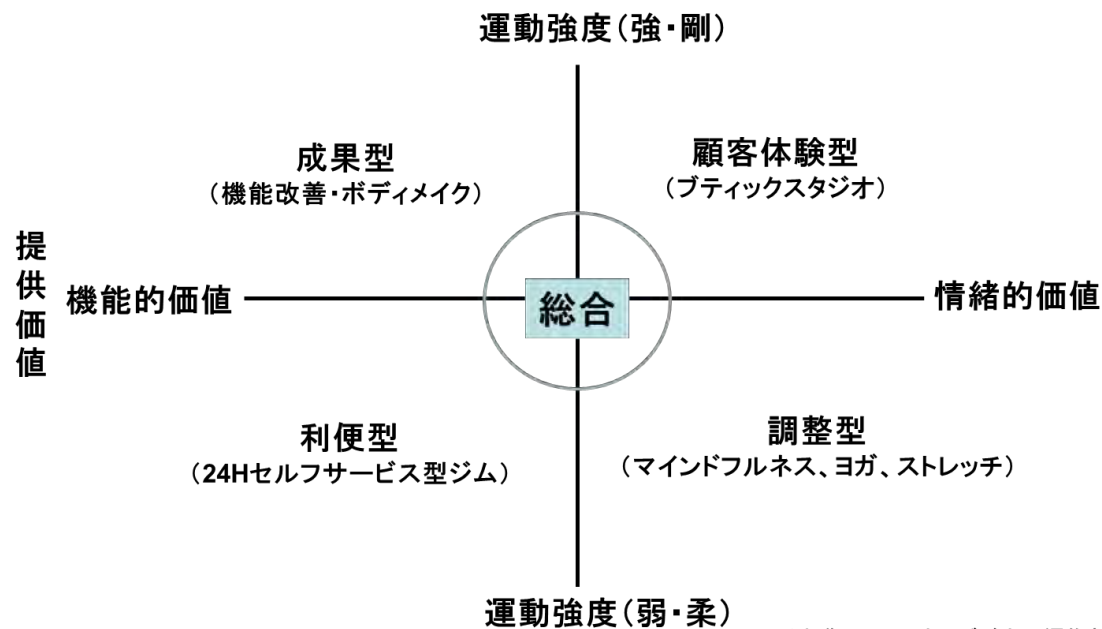 運動強度(強・剛)
成果型
(機能改善・ボディメイク)
顧客体験型
(ブティックスタジオ)
提供価値
機能的価値
総合
情緒的価値
利便型
(24Hセルフサービス型ジム)
調整型
(マインドフルネス、ヨガ、ストレッチ)
運動強度(弱・柔)